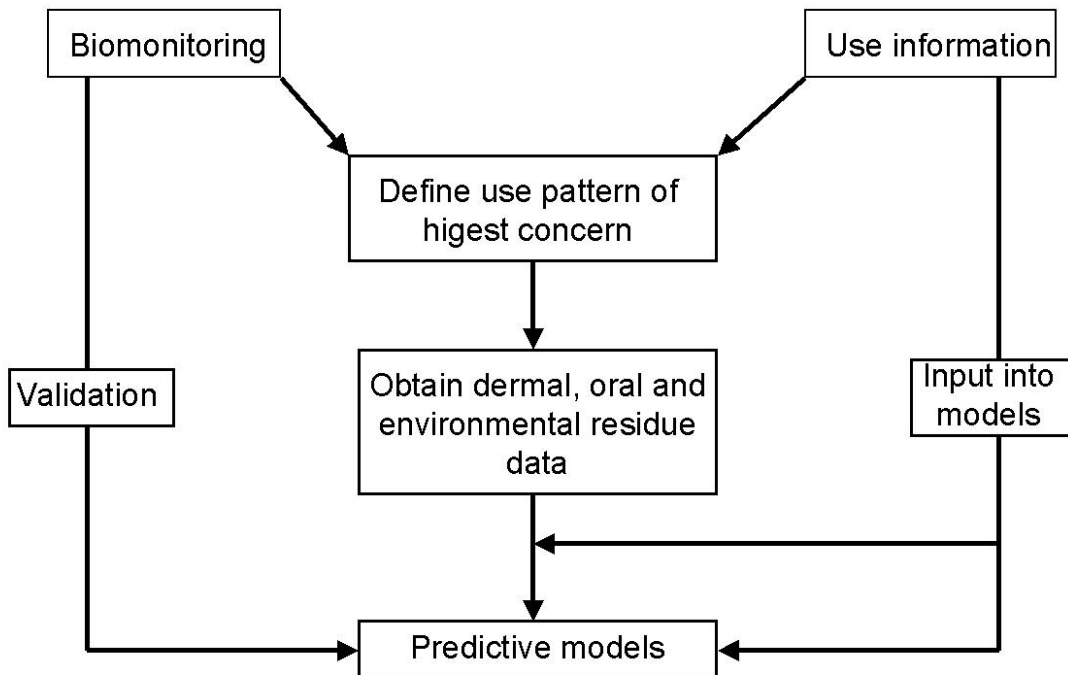 Biomonitoring
Use information
Define use pattern of
higest concern
Validation
Obtain dermal, oral and
environmental residue
data
Input into
models
Predictive models